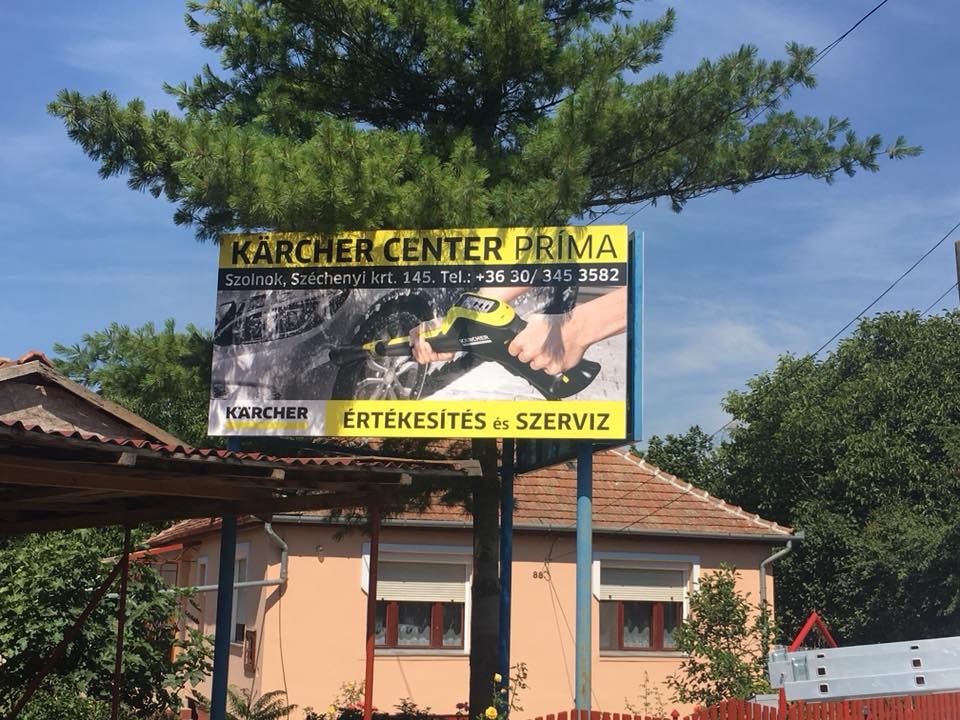 KÄRCHER CENTER PRÍMA
Szolnok, Széchenyi krt. 145. Tel.: +36 30/ 345 3582
KÄRCHER
KÄRCHER
ÉRTÉKESÍTÉS és SZERVIZ
88